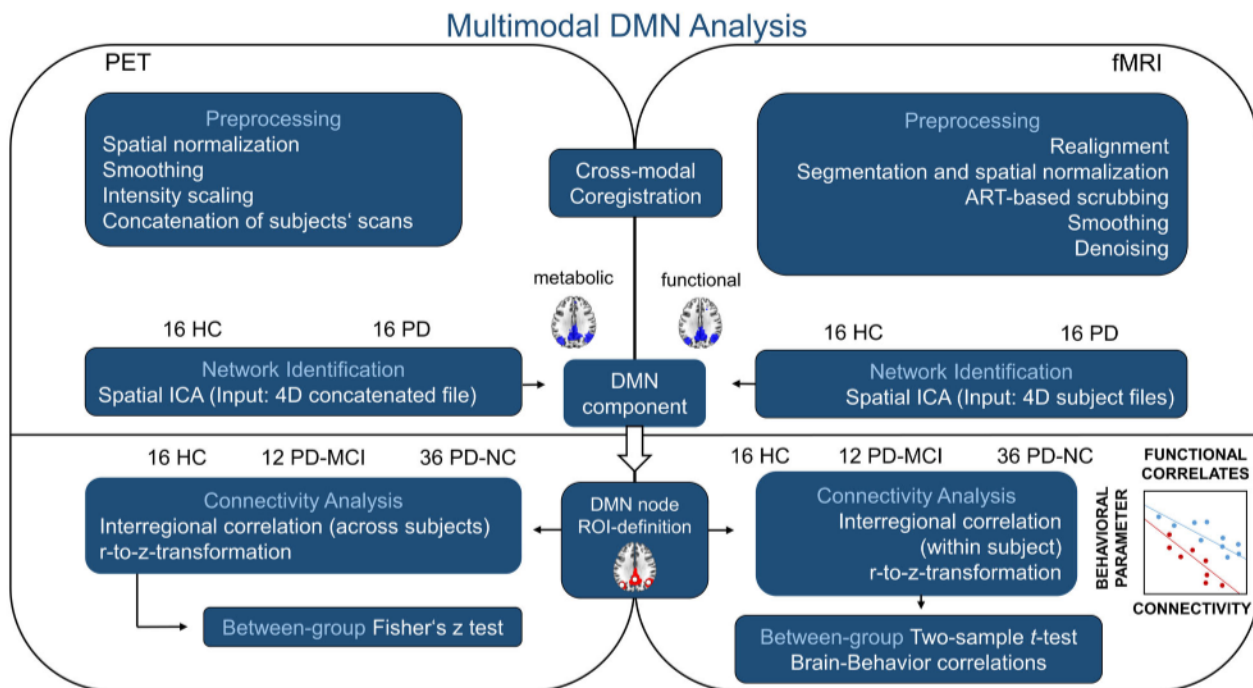 Multimodal DMN Analysis
PET
Preprocessing
Spatial normalization
Smoothing
Intensity scaling
Concatenation of subjects‘ scans
Cross-modal
Coregistration
fMRI
Preprocessing
Realignment
Segmentation and spatial normalization
ART-based scrubbing
Smoothing
Denoising
metabolic
functional
16 HC
16 PD
Network Identification
Spatial ICA (Input: 4D concatenated file)
DMN
component
16 HC
16 PD
Network Identification
Spatial ICA (Input: 4D subject files)
16 HC
12 PD-MCI
36 PD-NC
Connectivity Analysis
Interregional correlation (across subjects)
r-to-z-transformation
Between-group Fisher‘s z test
DMN node
ROI-definition
16 HC
12 PD-MCI
36 PD-NC
Connectivity Analysis
Interregional correlation
(within subject)
r-to-z-transformation
Between-group Two-sample t-test
Brain-Behavior correlations
FUNCTIONAL
CORRELATES
BEHAVIORAL
PARAMETER
CONNECTIVITY